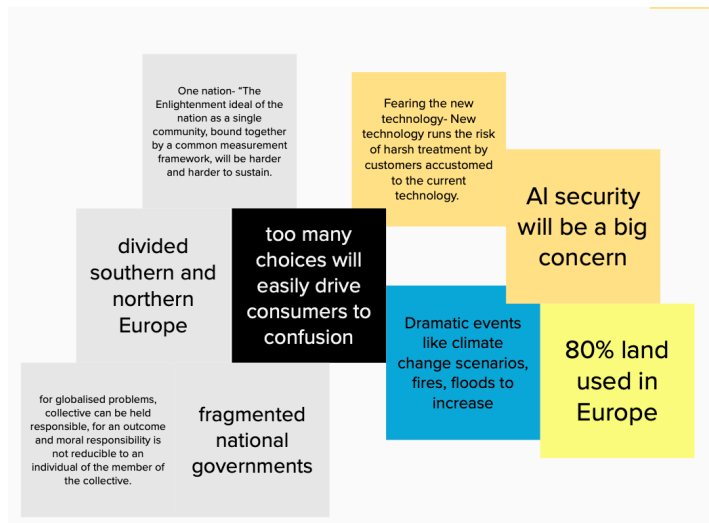 One nation- “The
Enlightenment ideal of the
nation as a single
community, bound together
by a common measurement
framework, will be harder
and harder to sustain.
Fearing the new
technology- New
technology runs the risk
of harsh treatment by
customers accustomed
to the current
technology.
AI security
will be a big
concern
divided
southern and
northern
Europe
too many
choices will
easily drive
consumers to
confusion
Dramatic events
like climate
change scenarios,
fires, floods to
increase
80% land
used in
Europe
for globalised problems,
collective can be held
responsible, for an outcome
and moral responsibility is
not reducible to an
individual of the member of
the collective.
fragmented
national
governments